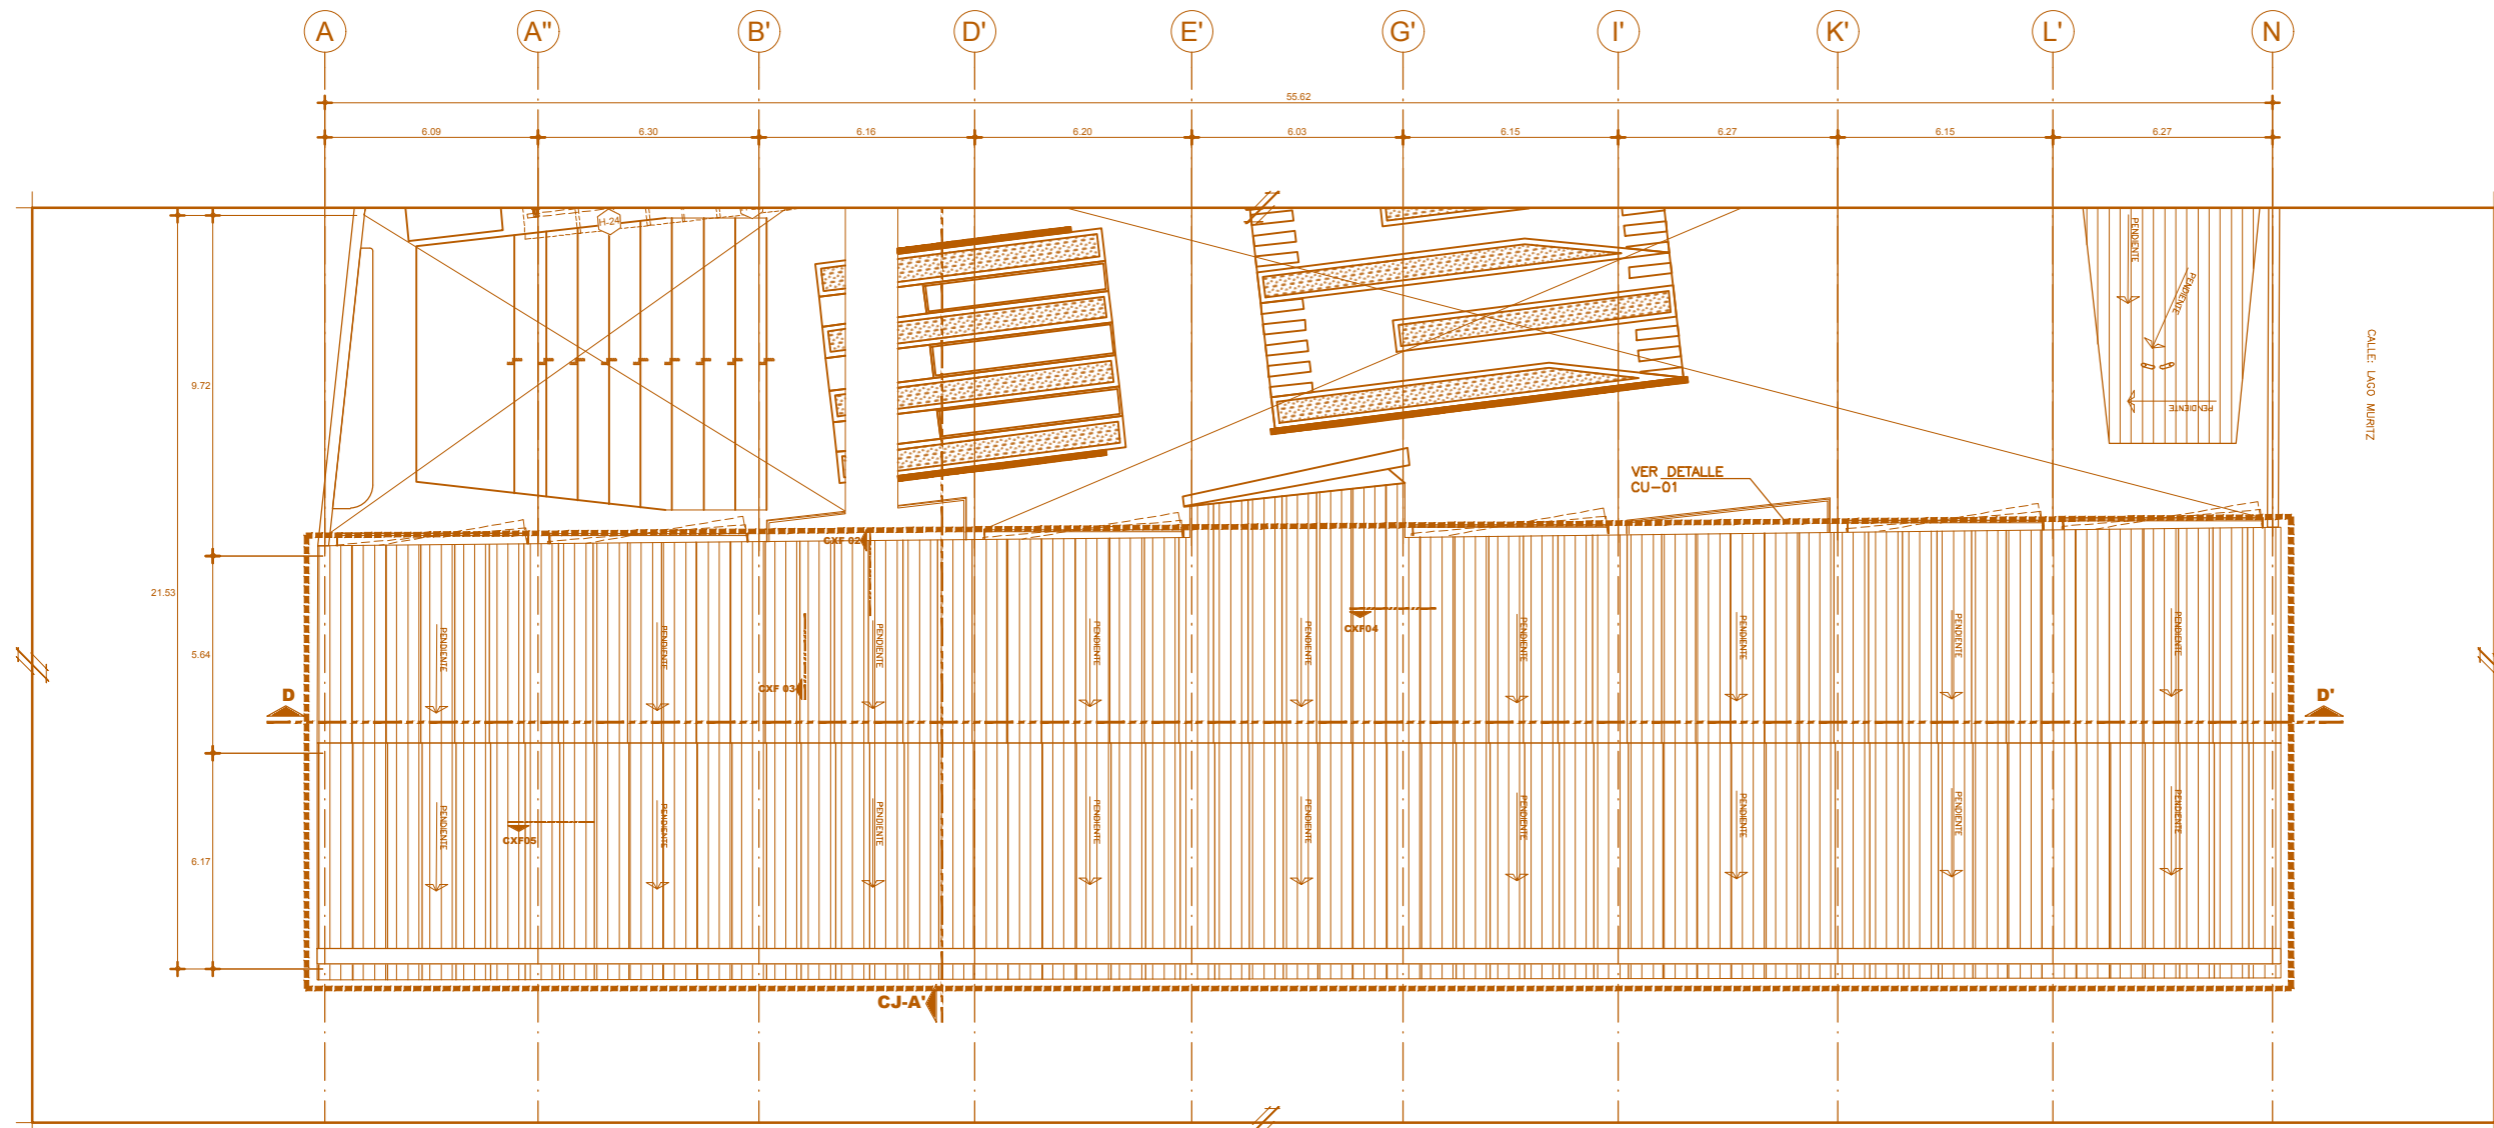 A A" B' D' E' G' I' K' L' N
55.62
6.09 6.30 6.16 6.20 6.03 6.15 6.27 6.15 6.27
H-24
PENDIENTE
PENDIENTE
PENDIENTE
CALLE: LAGO MURITZ
9.72
VER DETALLE
CU-01
CXF 02
21.53
5.64
CXF04
PENDIENTE PENDIENTE PENDIENTE PENDIENTE PENDIENTE PENDIENTE PENDIENTE PENDIENTE PENDIENTE
CXF 03
D D'
PENDIENTE PENDIENTE PENDIENTE PENDIENTE PENDIENTE PENDIENTE PENDIENTE PENDIENTE PENDIENTE
CXF05
6.17
CJ-A'